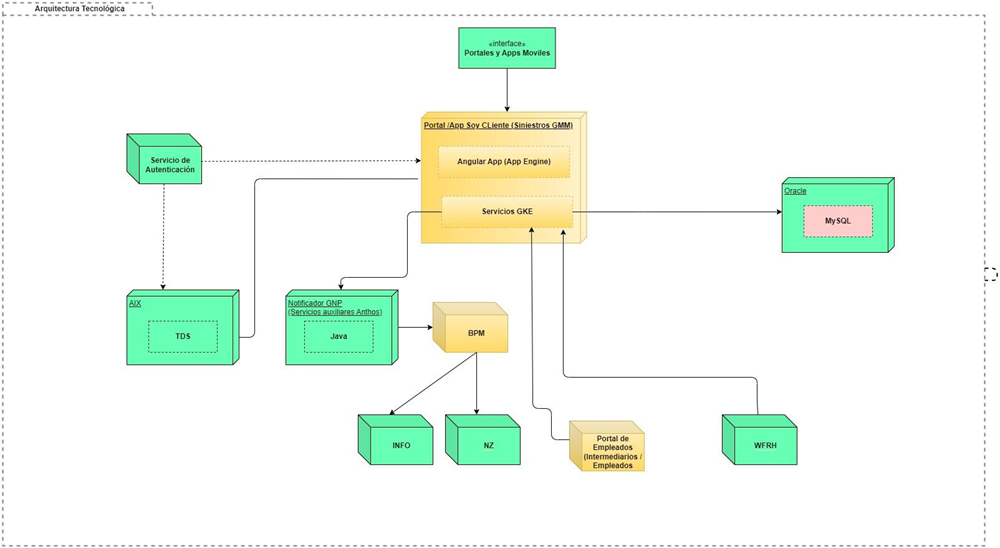 Arquitectura Tecnológica
«interface»
Portales y Apps Moviles
Portal /App Soy CLiente (Siniestros GMM)
Angular App (App Engine)
Servicio de
Autenticación
Servicios GKE
Oracle
MySQL
AIX
TDS
Notificador GNP
(Servicios auxiliares Anthos)
Java
BPM
INFO
NZ
Portal de
Empleados
(Intermediarios /
Empleados
WFRH